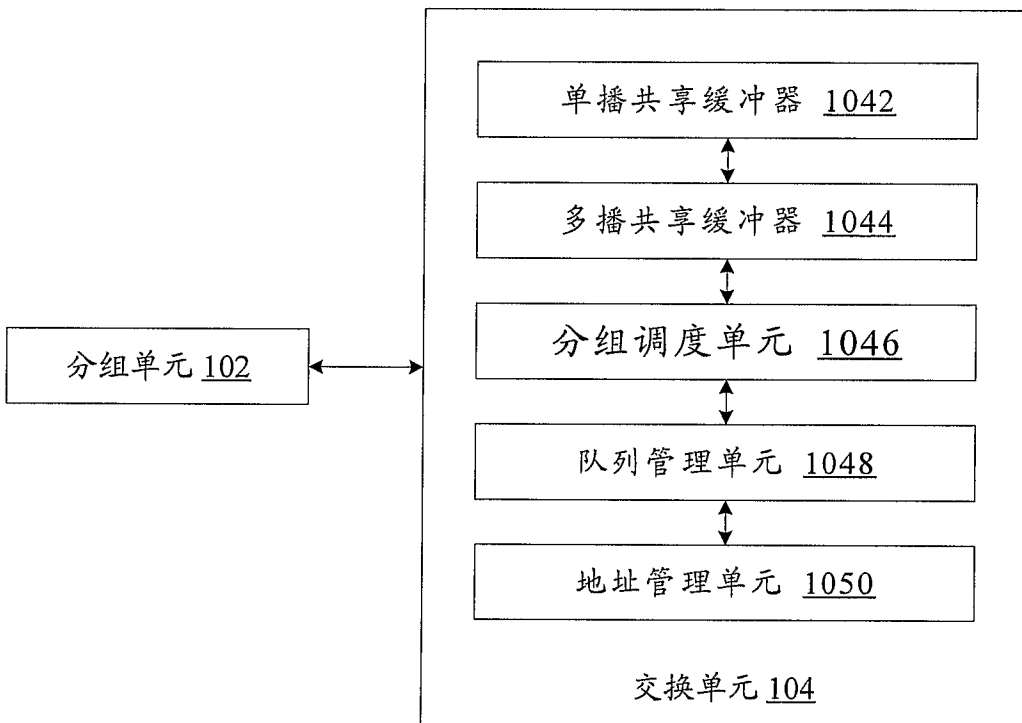 单播共享缓冲器 1042
多播共享缓冲器 1044
分组调度单元 1046
分组单元 102
队列管理单元 1048
地址管理单元 1050
交换单元 104